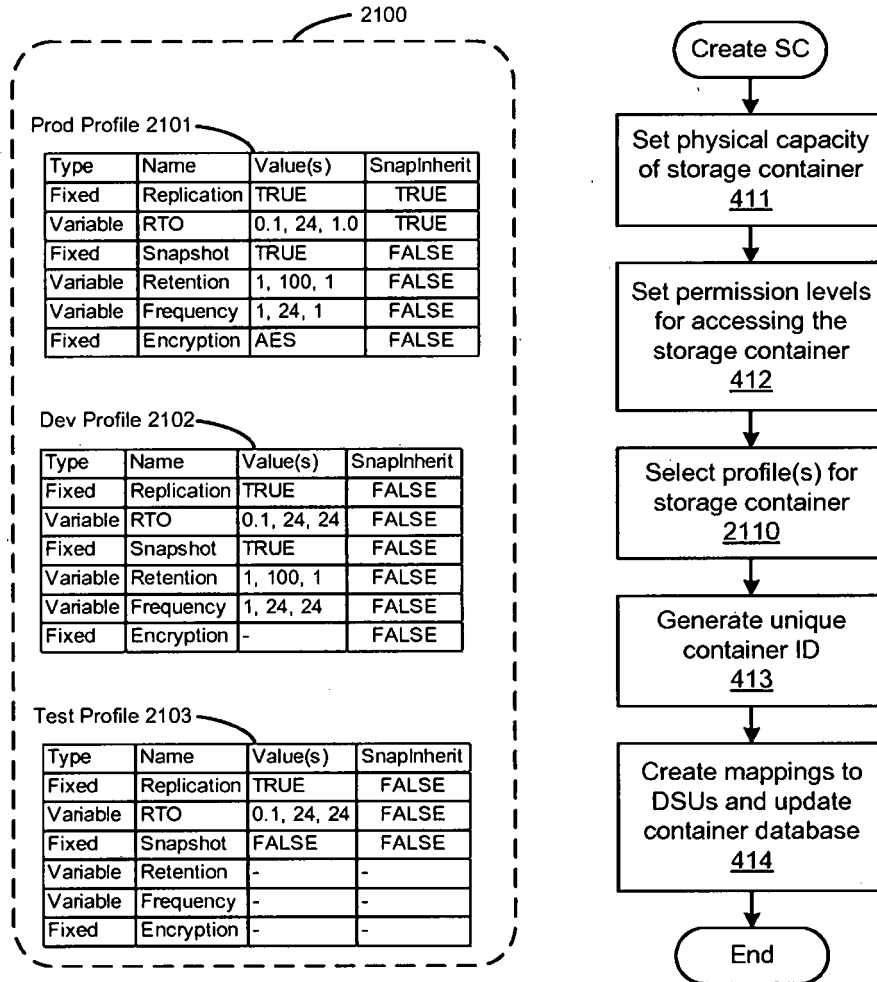 2100
Prod Profile 2101
Type Name Value(s) SnapInherit
Fixed Replication TRUE TRUE
Variable RTO 0.1, 24, 1.0 TRUE
Fixed Snapshot TRUE FALSE
Variable Retention 1, 100, 1 FALSE
Variable Frequency 1, 24, 1 FALSE
Fixed Encryption AES FALSE
Dev Profile 2102
Type Name Value(s) SnapInherit
Fixed Replication TRUE FALSE
Variable RTO 0.1, 24, 24 FALSE
Fixed Snapshot TRUE FALSE
Variable Retention 1, 100, 1 FALSE
Variable Frequency 1, 24, 24 FALSE
Fixed Encryption - FALSE
Test Profile 2103
Type Name Value(s) SnapInherit
Fixed Replication TRUE FALSE
Variable RTO 0.1, 24, 24 FALSE
Fixed Snapshot FALSE FALSE
Variable Retention - -
Variable Frequency - -
Fixed Encryption - -
Create SC
Set physical capacity
of storage container
411
Set permission levels
for accessing the
storage container
412
Select profile(s) for
storage container
2110
Generate unique
container ID
413
Create mappings to
DSUs and update
container database
414
End